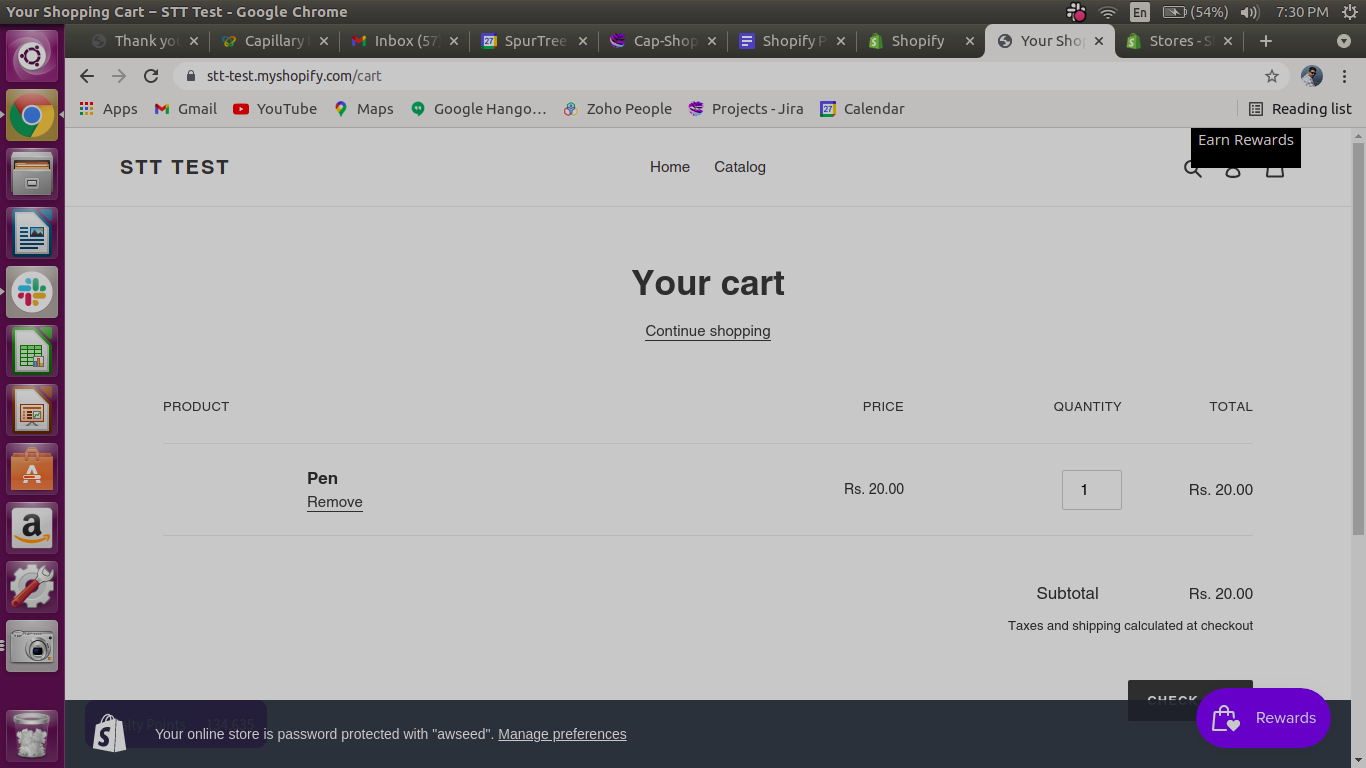 Your Shopping Cart – STT Test - Google Chrome
En (54%) 7:30 PM
Thank you Capillary Inbox (57 SpurTree Cap-Shop Shopify P Shopify Your Shop Stores - S
stt-test.myshopify.com/cart
Apps Gmail YouTube Maps Google Hango... Zoho People Projects - Jira Calendar Reading list
Earn Rewards
STT TEST Home Catalog
Your cart
Continue shopping
PRODUCT PRICE QUANTITY TOTAL
Pen
Remove
Rs. 20.00 1 Rs. 20.00
Subtotal Rs. 20.00
Taxes and shipping calculated at checkout
CHECK
Rewards
Points 134,635
Your online store is password protected with "awseed". Manage preferences